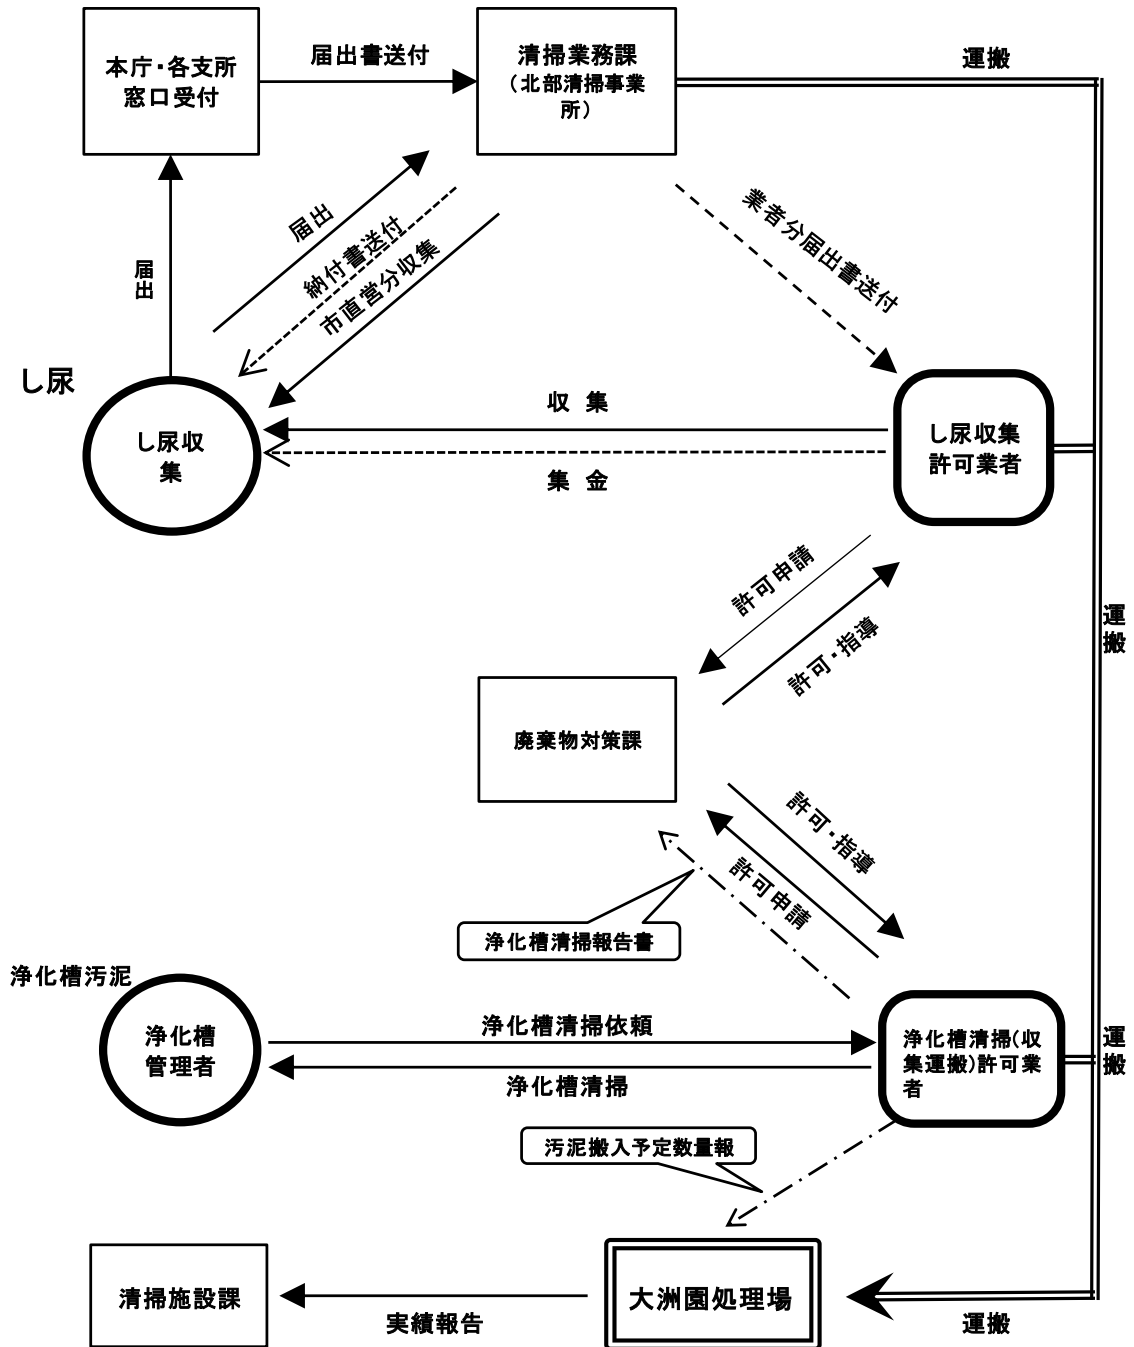 本庁・各支所
窓口受付
届出書送付
清掃業務課
（北部清掃事業
所）
運搬
届出
届出
納付書送付
市直営分収集
業者分届出書送付
し尿
し尿収
集
収 集
集 金
し尿収集
許可業者
許可申請
許可・指導
運搬
廃棄物対策課
許可・指導
許可申請
浄化槽清掃報告書
浄化槽汚泥
浄化槽
管理者
浄化槽清掃依頼
浄化槽清掃
浄化槽清掃(収
集運搬)許可業
者
運搬
汚泥搬入予定数量報
清掃施設課
実績報告
大洲園処理場
運搬